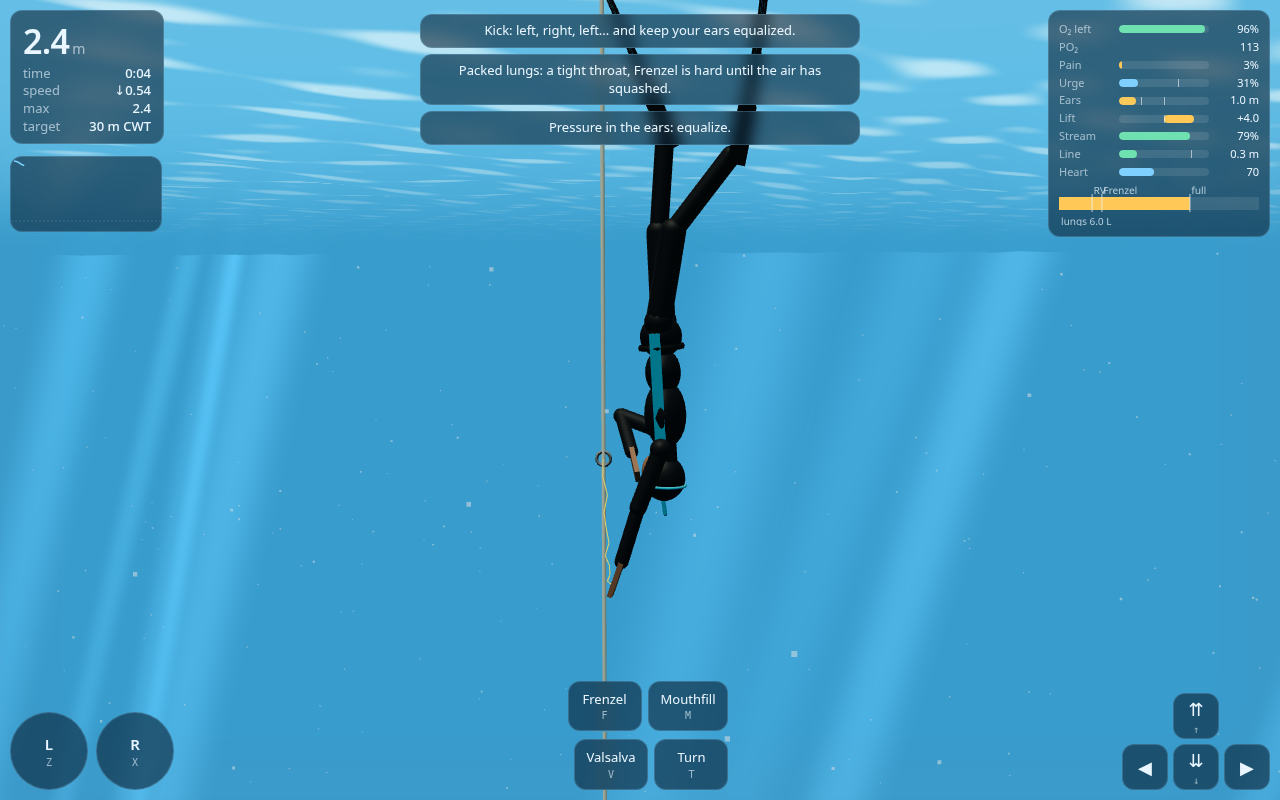 2.4 m
time 0:04
speed ↓0.54
max 2.4
target 30 m CWT
Kick: left, right, left... and keep your ears equalized.
Packed lungs: a tight throat, Frenzel is hard until the air has
squashed.
Pressure in the ears: equalize.
O₂ left 96%
PO₂ 113
Pain 3%
Urge 31%
Ears 1.0 m
Lift +4.0
Stream 79%
Line 0.3 m
Heart 70
RV Frenzel full
lungs 6.0 L
L
Z
R
X
Frenzel
F
Mouthfill
M
Valsalva
V
Turn
T
⇈
↑
◀
⇊
↓
▶